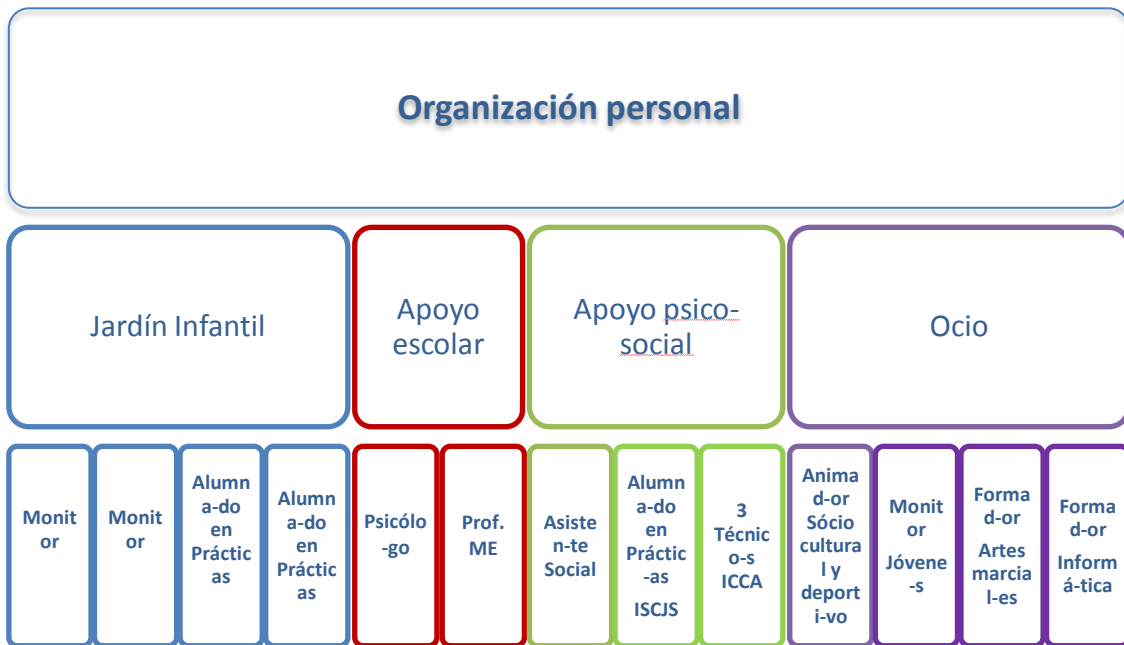 Organización personal
Jardín Infantil
Apoyo
escolar
Apoyo psico-
social
Ocio
Monit
or
Monit
or
Alumn
a-do
en
Práctic
as
Alumn
a-do
en
Práctic
as
Psicólo
-go
Prof.
ME
Asisten
n-te
Social
Alumn
a-do
en
Práctic
-as
ISCJS
3
Técnic
o-s
ICCA
Anima
d-or
Sócio
cultura
l y
deport
i-vo
Monit
or
Jóvene
-s
Forma
d-or
Artes
marcia
l-es
Forma
d-or
Inform
á-tica